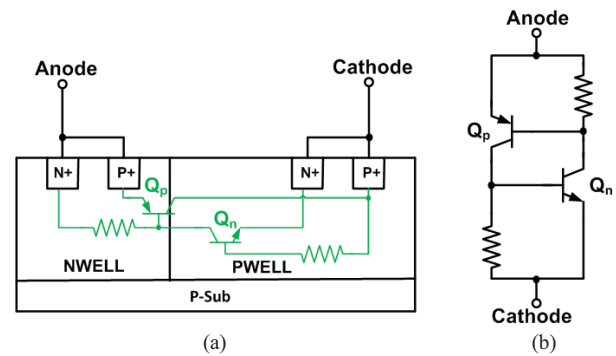 Anode
Cathode
N+
P+
N+
P+
Qp
Qn
NWELL
PWELL
P-Sub
(a)
Anode
Qp
Qn
Cathode
(b)